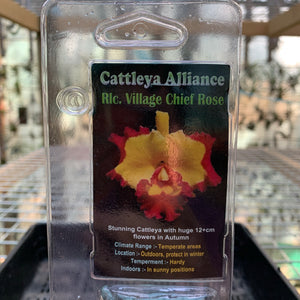 Cattleya Alliance
Rlc. Village Chief Rose
Stunning Cattleya with huge 12+cm
flowers in Autumn
Climate Range :- Temperate areas
Location :- Outdoors, protect in winter
Temperment :- Hardy
Indoors :- In sunny positions